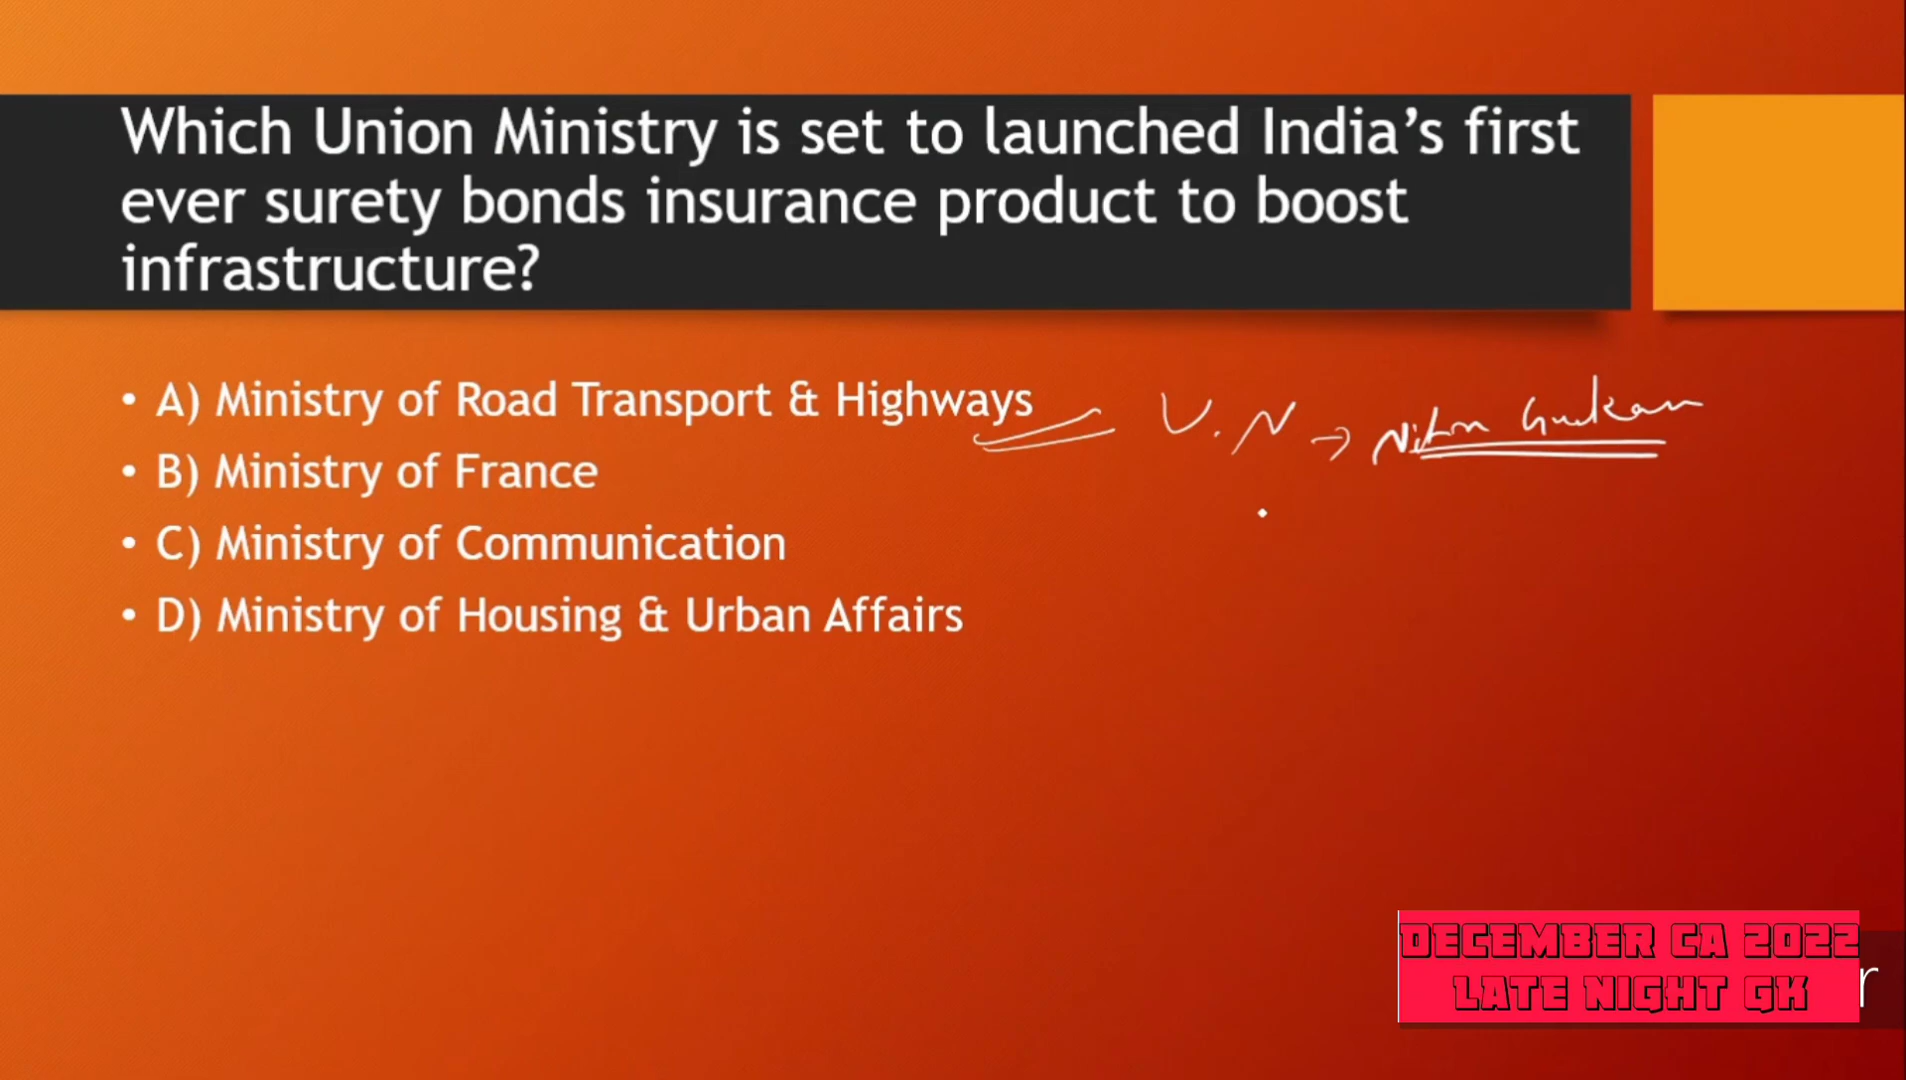 Which Union Ministry is set to launched India’s first
ever surety bonds insurance product to boost
infrastructure?
• A) Ministry of Road Transport & Highways
U.N → Nitin
• B) Ministry of France
• C) Ministry of Communication
• D) Ministry of Housing & Urban Affairs
DECEMBER CA 2022
LATE NIGHT GK
r